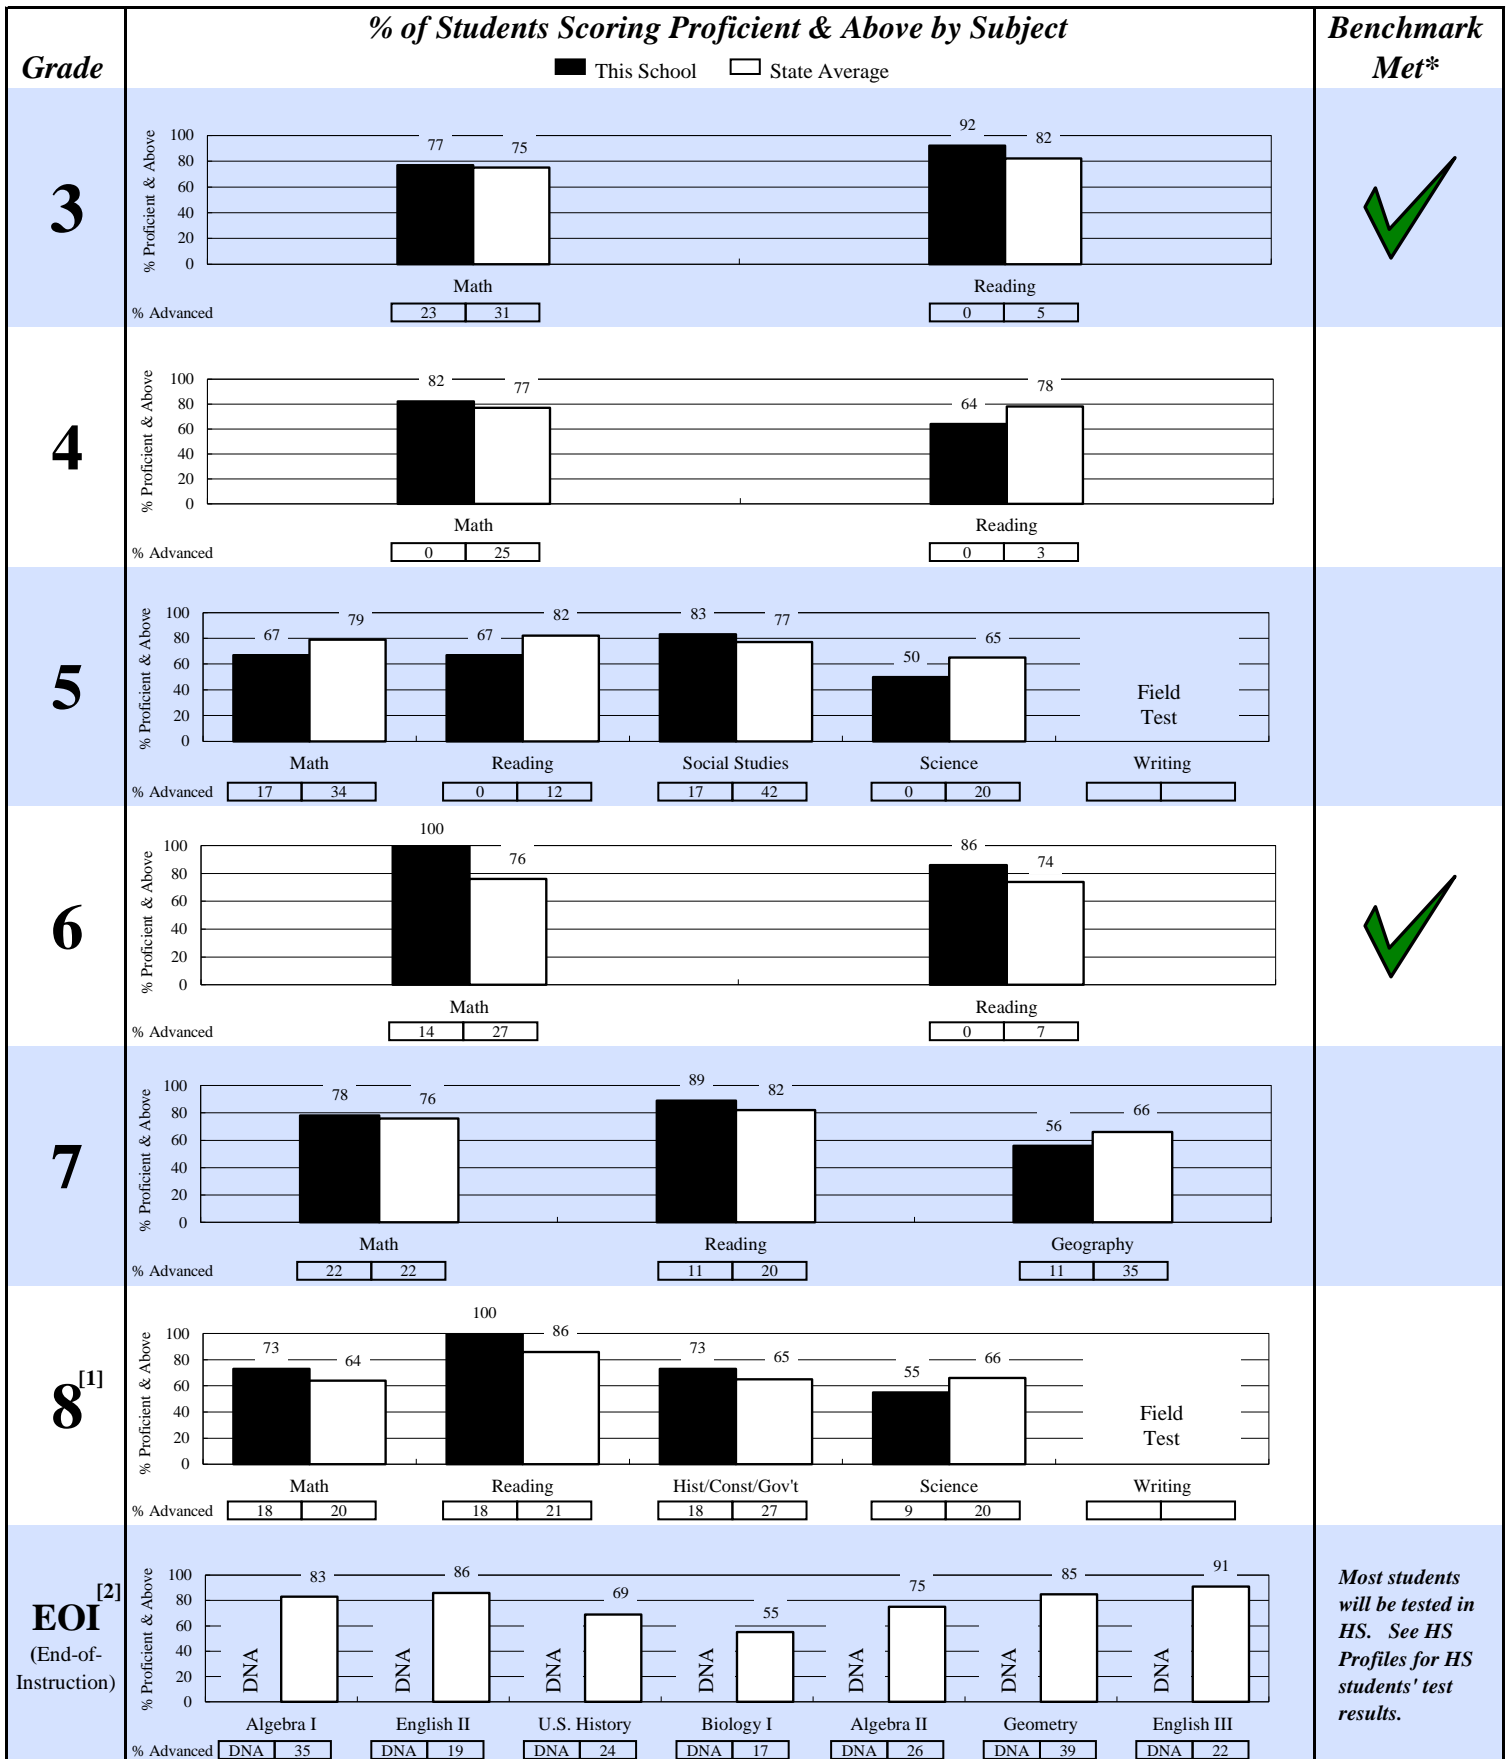 % of Students Scoring Proficient & Above by Subject
Benchmark
Met*
Grade
This School State Average
3
% Proficient & Above
100
80
60
40
20
0
77 75 92 82
Math Reading
% Advanced 23 31 0 5
4
% Proficient & Above
100
80
60
40
20
0
82 77 64 78
Math Reading
% Advanced 0 25 0 3
5
% Proficient & Above
100
80
60
40
20
0
67 79 67 82 83 77 50 65
Field
Test
Math Reading Social Studies Science Writing
% Advanced 17 34 0 12 17 42 0 20
6
% Proficient & Above
100
80
60
40
20
0
100 76 86 74
Math Reading
% Advanced 14 27 0 7
7
% Proficient & Above
100
80
60
40
20
0
78 76 89 82 56 66
Math Reading Geography
% Advanced 22 22 11 20 11 35
8[1]
% Proficient & Above
100
80
60
40
20
0
73 64 100 86 73 65 55 66
Field
Test
Math Reading Hist/Const/Gov't Science Writing
% Advanced 18 20 18 21 18 27 9 20
EOI[2]
(End-of-
Instruction)
% Proficient & Above
100
80
60
40
20
0
83 86 69 55 75 85 91
DNA DNA DNA DNA DNA DNA DNA
Algebra I English II U.S. History Biology I Algebra II Geometry English III
% Advanced DNA 35 DNA 19 DNA 24 DNA 17 DNA 26 DNA 39 DNA 22
Most students
will be tested in
HS. See HS
Profiles for HS
students' test
results.